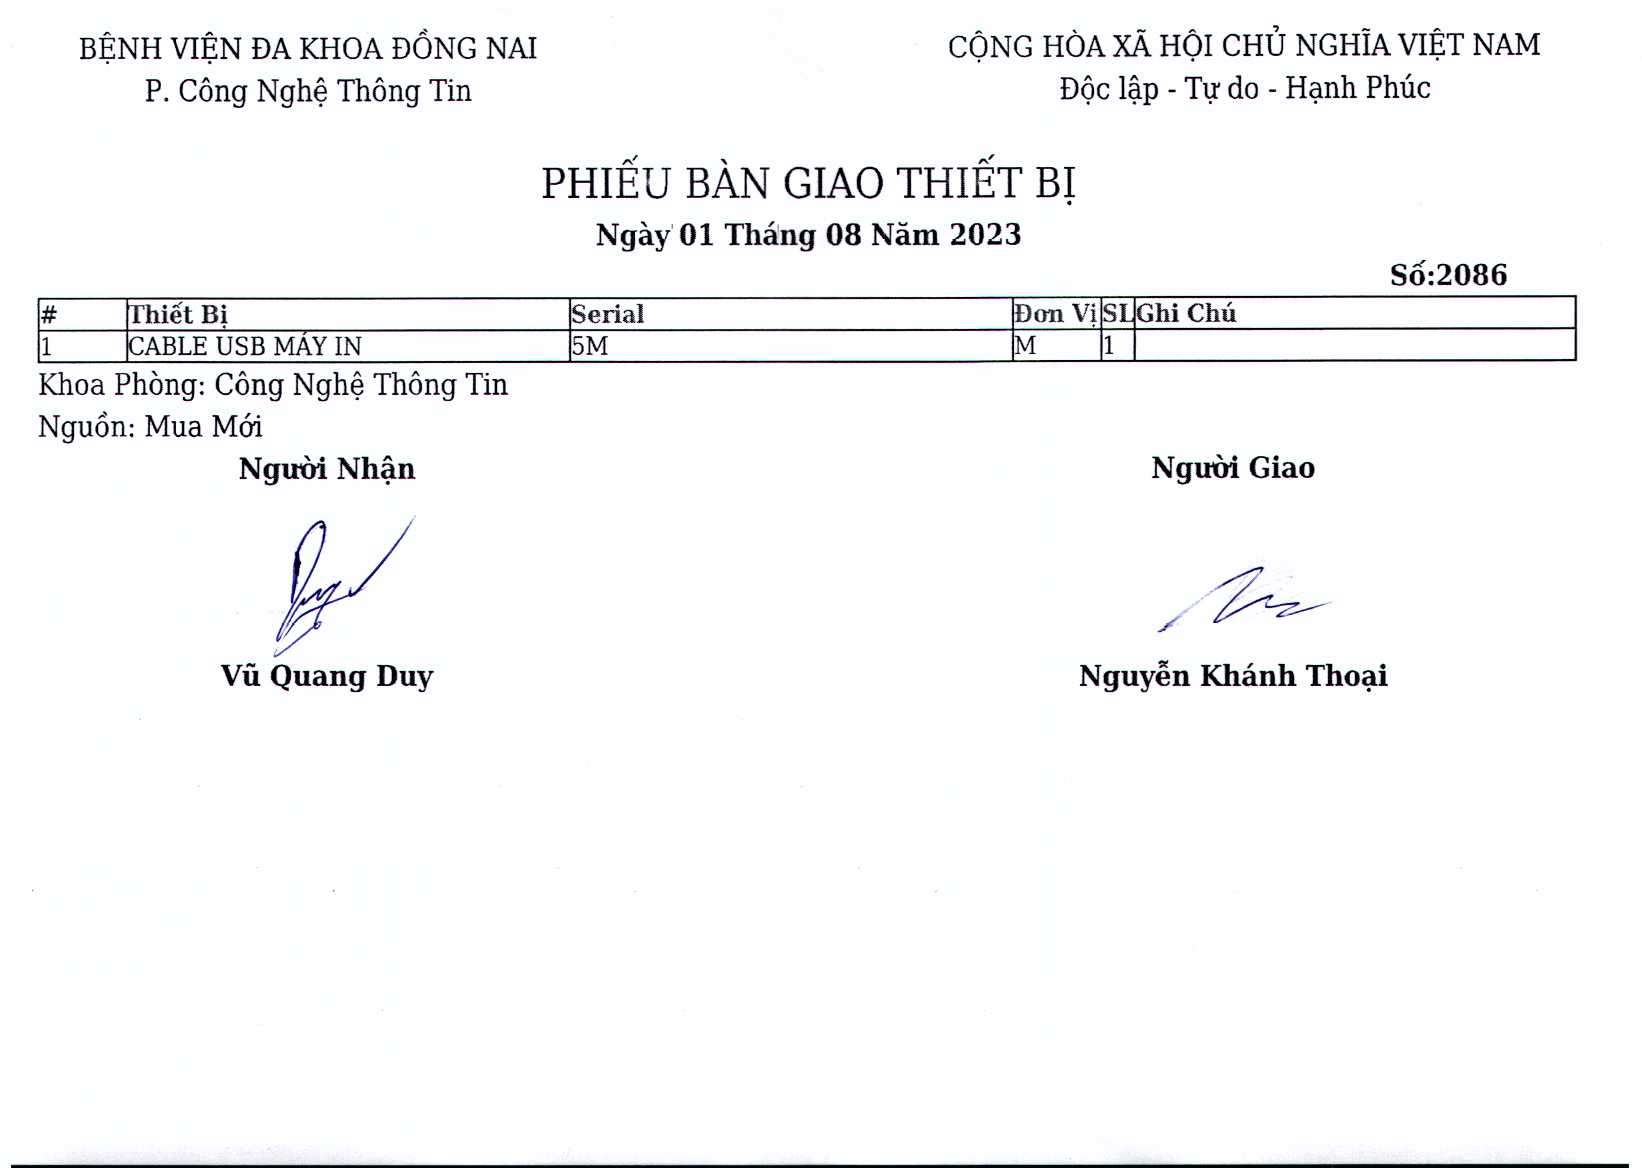 BỆNH VIỆN ĐA KHOA ĐỒNG NAI
P. Công Nghệ Thông Tin
CỘNG HÒA XÃ HỘI CHỦ NGHĨA VIỆT NAM
Độc lập - Tự do - Hạnh Phúc
PHIẾU BÀN GIAO THIẾT BỊ
Ngày 01 Tháng 08 Năm 2023
Số:2086
# Thiết Bị Serial Đơn Vị SL Ghi Chú
1 CABLE USB MÁY IN 5M M 1
Khoa Phòng: Công Nghệ Thông Tin
Nguồn: Mua Mới
Người Nhận Người Giao
Vũ Quang Duy Nguyễn Khánh Thoại